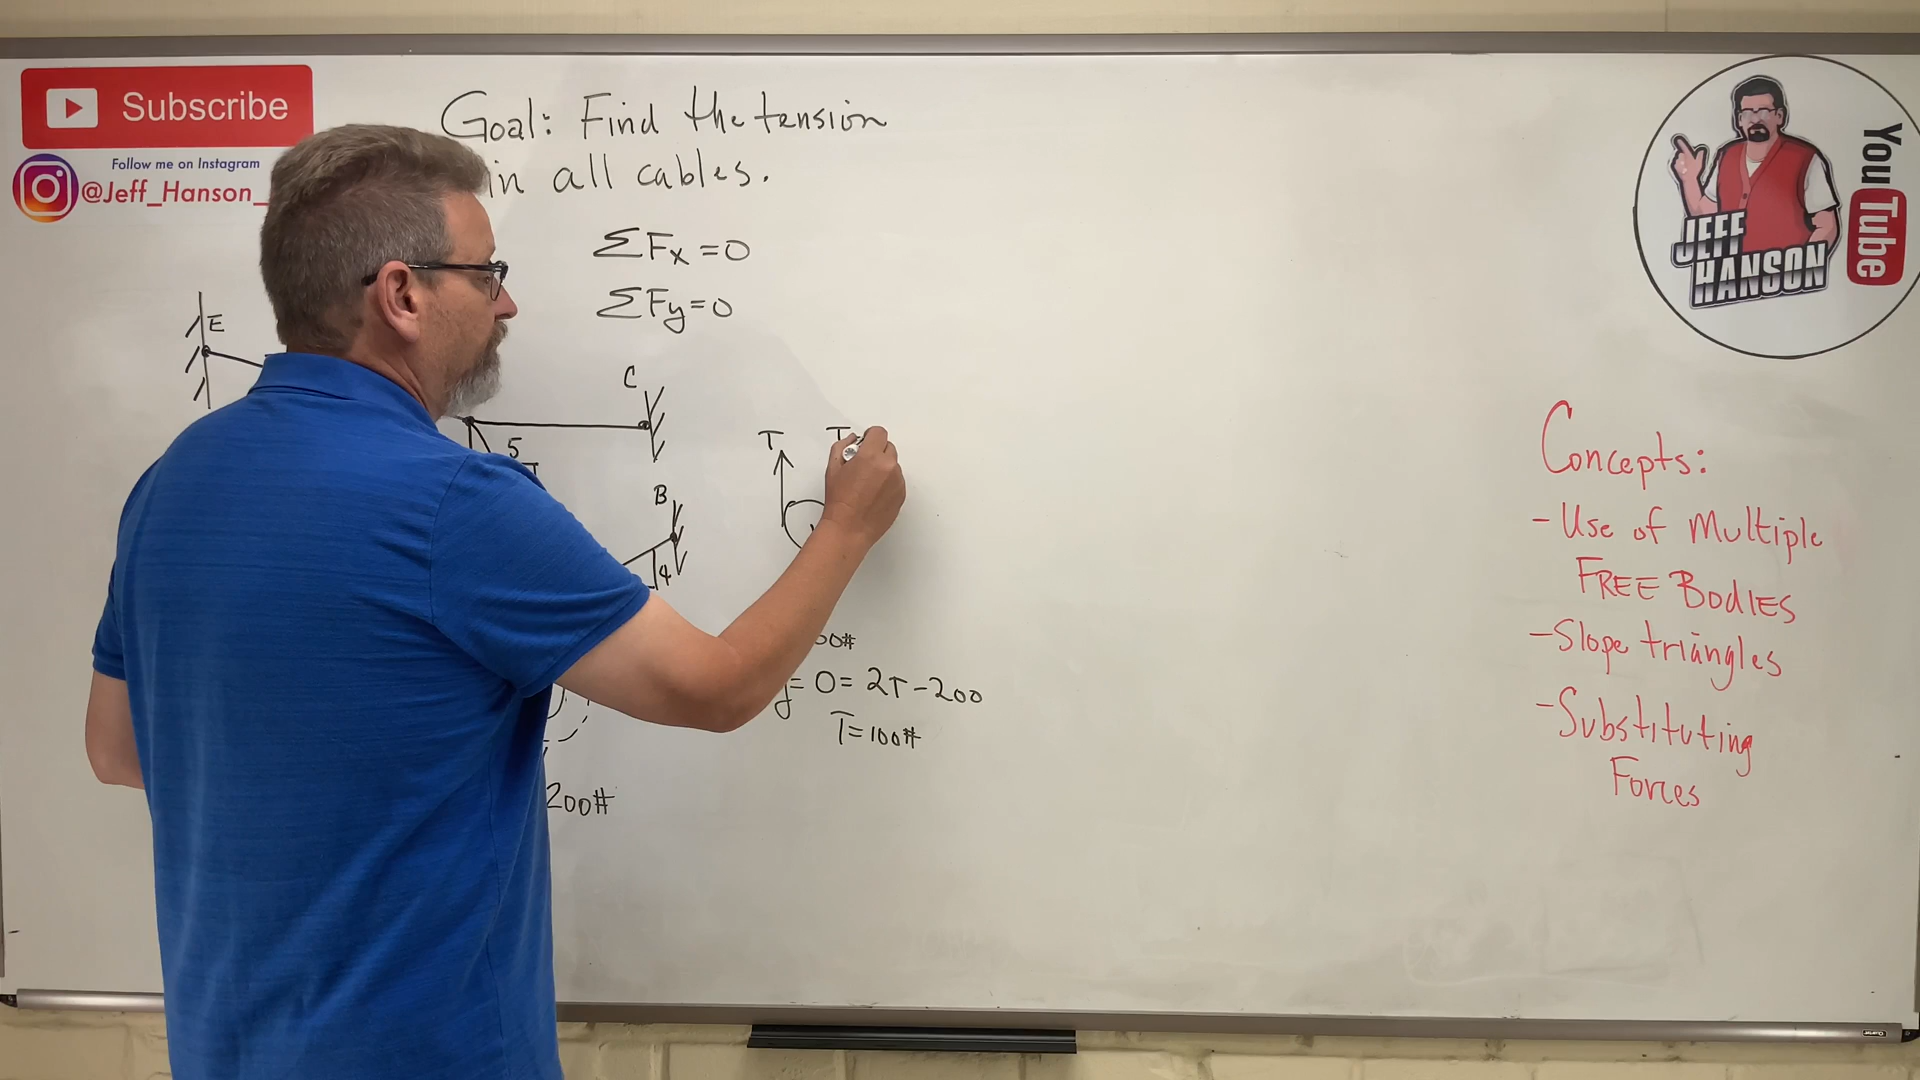 Subscribe
Follow me on Instagram
@Jeff_Hanson_
Goal: Find the tension
in all cables.
ΣFx = 0
ΣFy = 0
E
C
5
B
4
T
T
00#
y = 0 = 2T - 200
T = 100#
200#
JEFF
HANSON
YouTube
Concepts:
- Use of Multiple
FREE BODIES
- Slope triangles
- Substituting
Forces